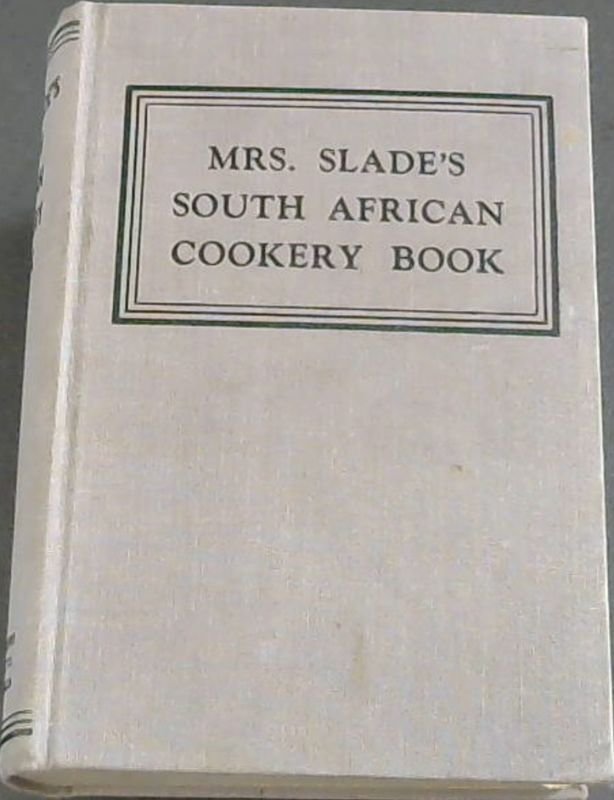 MRS. SLADE'S
SOUTH AFRICAN
COOKERY BOOK